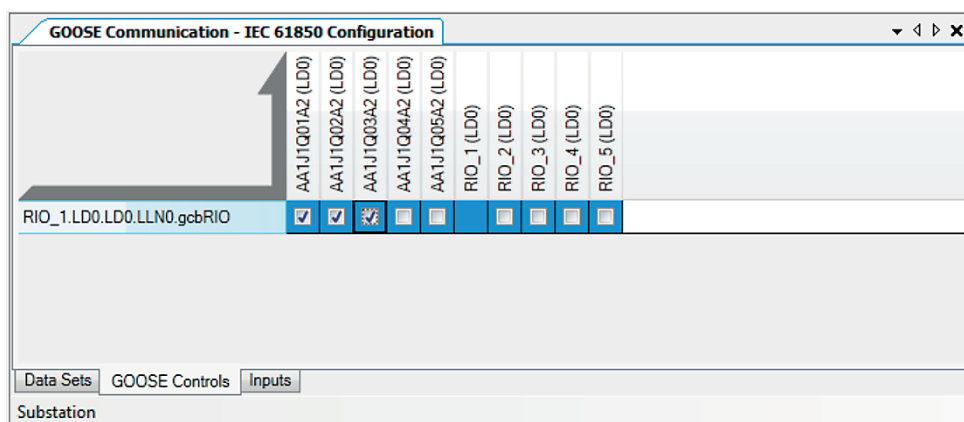 GOOSE Communication - IEC 61850 Configuration
AA1J1Q01A2 (LD0)
AA1J1Q02A2 (LD0)
AA1J1Q03A2 (LD0)
AA1J1Q04A2 (LD0)
AA1J1Q05A2 (LD0)
RIO_1 (LD0)
RIO_2 (LD0)
RIO_3 (LD0)
RIO_4 (LD0)
RIO_5 (LD0)
RIO_1.LD0.LD0.LLN0.gcbRIO
Data Sets GOOSE Controls Inputs
Substation